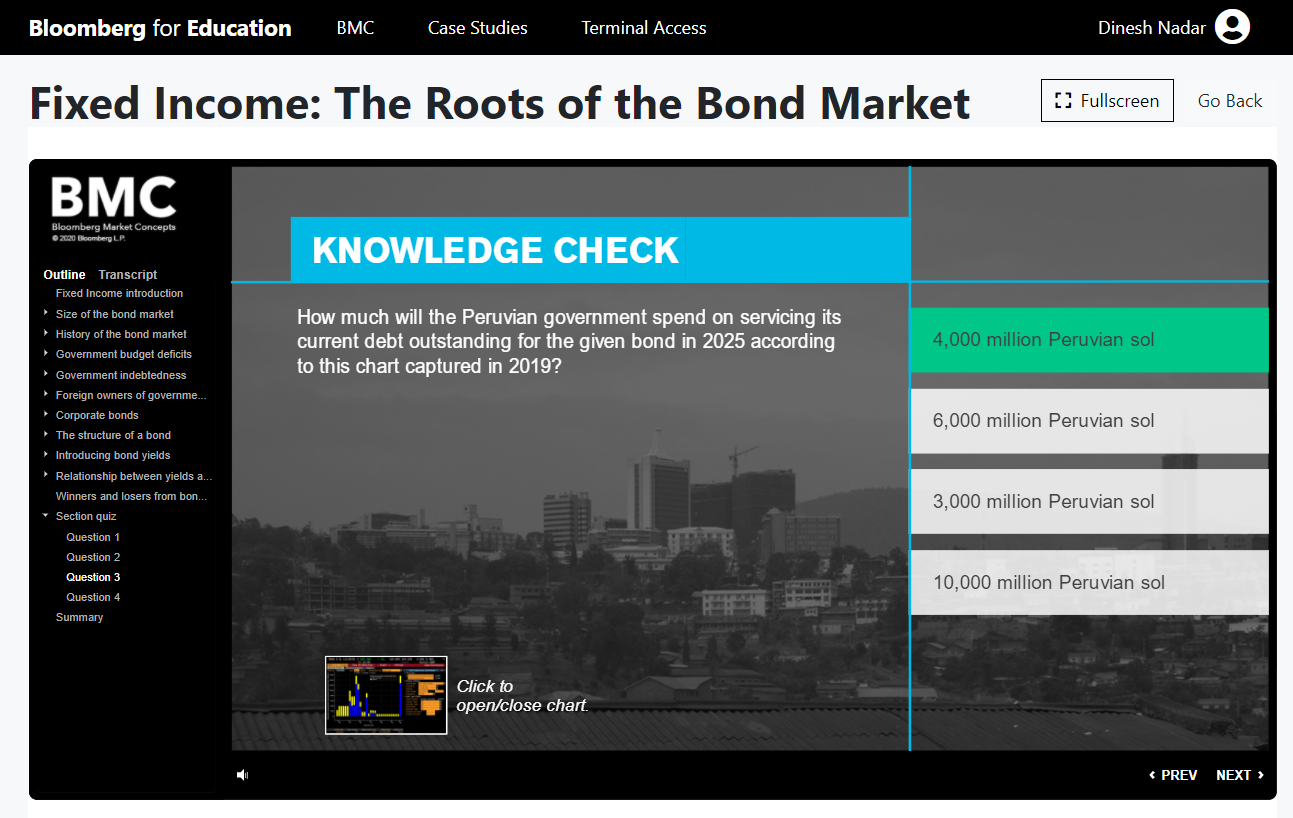 Bloomberg for Education
BMC
Case Studies
Terminal Access
Dinesh Nadar
Fixed Income: The Roots of the Bond Market
Fullscreen
Go Back
BMC
Bloomberg Market Concepts
© 2020 Bloomberg L.P.
Outline
Transcript
Fixed Income introduction
Size of the bond market
History of the bond market
Government budget deficits
Government indebtedness
Foreign owners of governme...
Corporate bonds
The structure of a bond
Introducing bond yields
Relationship between yields a...
Winners and losers from bon...
Section quiz
Question 1
Question 2
Question 3
Question 4
Summary
KNOWLEDGE CHECK
How much will the Peruvian government spend on servicing its
current debt outstanding for the given bond in 2025 according
to this chart captured in 2019?
4,000 million Peruvian sol
6,000 million Peruvian sol
3,000 million Peruvian sol
10,000 million Peruvian sol
Click to
open/close chart.
‹ PREV
NEXT ›